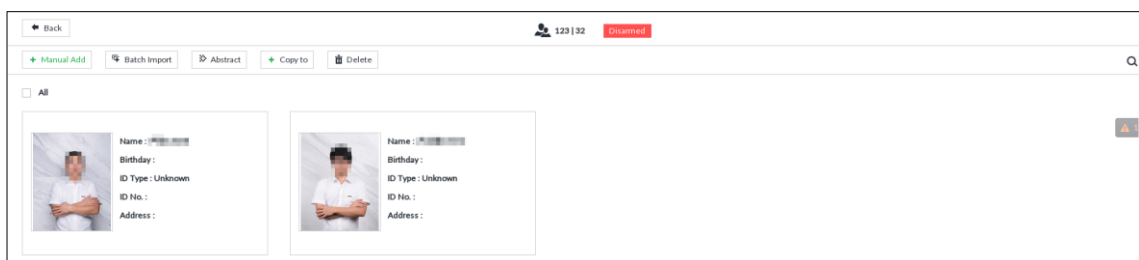 Back
123 | 32 Disarmed
Manual Add Batch Import Abstract Copy to Delete
All
Name :
Birthday :
ID Type : Unknown
ID No. :
Address :
Name :
Birthday :
ID Type : Unknown
ID No. :
Address :